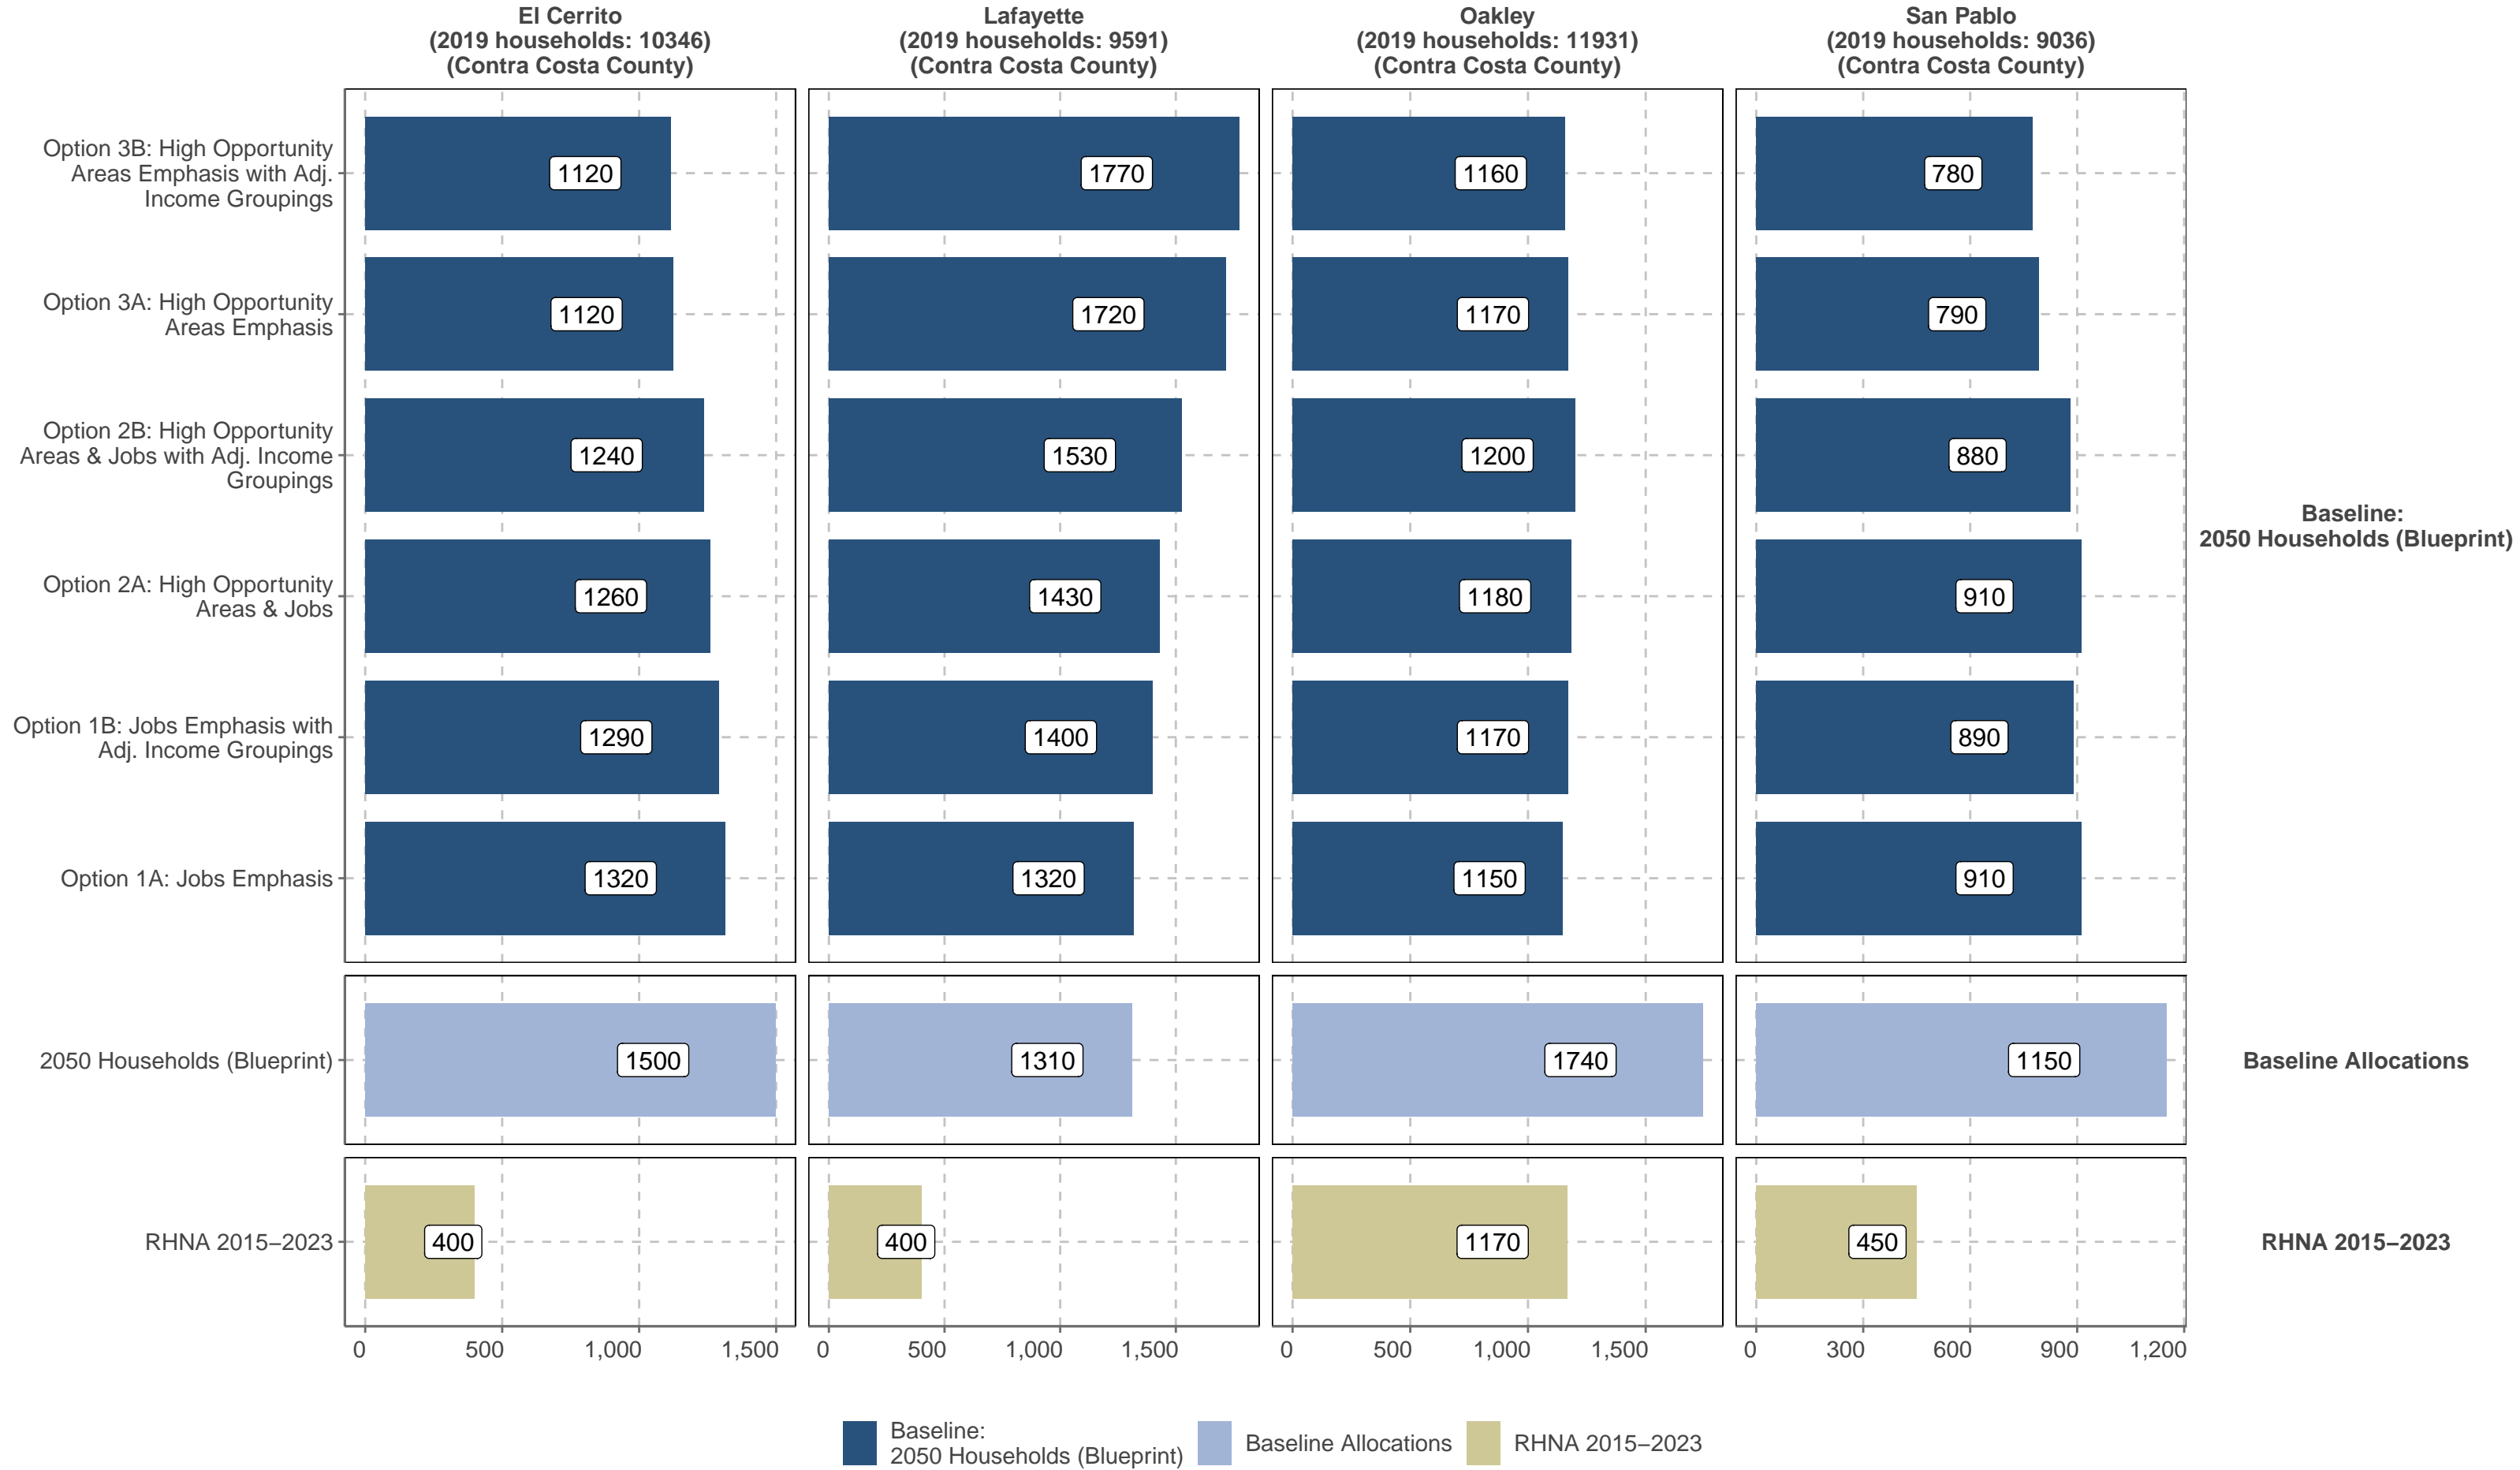 El Cerrito
(2019 households: 10346)
(Contra Costa County)
Lafayette
(2019 households: 9591)
(Contra Costa County)
Oakley
(2019 households: 11931)
(Contra Costa County)
San Pablo
(2019 households: 9036)
(Contra Costa County)
Option 3B: High Opportunity
Areas Emphasis with Adj.
Income Groupings
1120
1770
1160
780
Option 3A: High Opportunity
Areas Emphasis
1120
1720
1170
790
Option 2B: High Opportunity
Areas & Jobs with Adj. Income
Groupings
1240
1530
1200
880
Baseline:
2050 Households (Blueprint)
Option 2A: High Opportunity
Areas & Jobs
1260
1430
1180
910
Option 1B: Jobs Emphasis with
Adj. Income Groupings
1290
1400
1170
890
Option 1A: Jobs Emphasis
1320
1320
1150
910
2050 Households (Blueprint)
1500
1310
1740
1150
Baseline Allocations
RHNA 2015−2023
400
400
1170
450
RHNA 2015−2023
0 500 1,000 1,500
0 500 1,000 1,500
0 500 1,000 1,500
0 300 600 900 1,200
Baseline:
2050 Households (Blueprint)
Baseline Allocations
RHNA 2015−2023